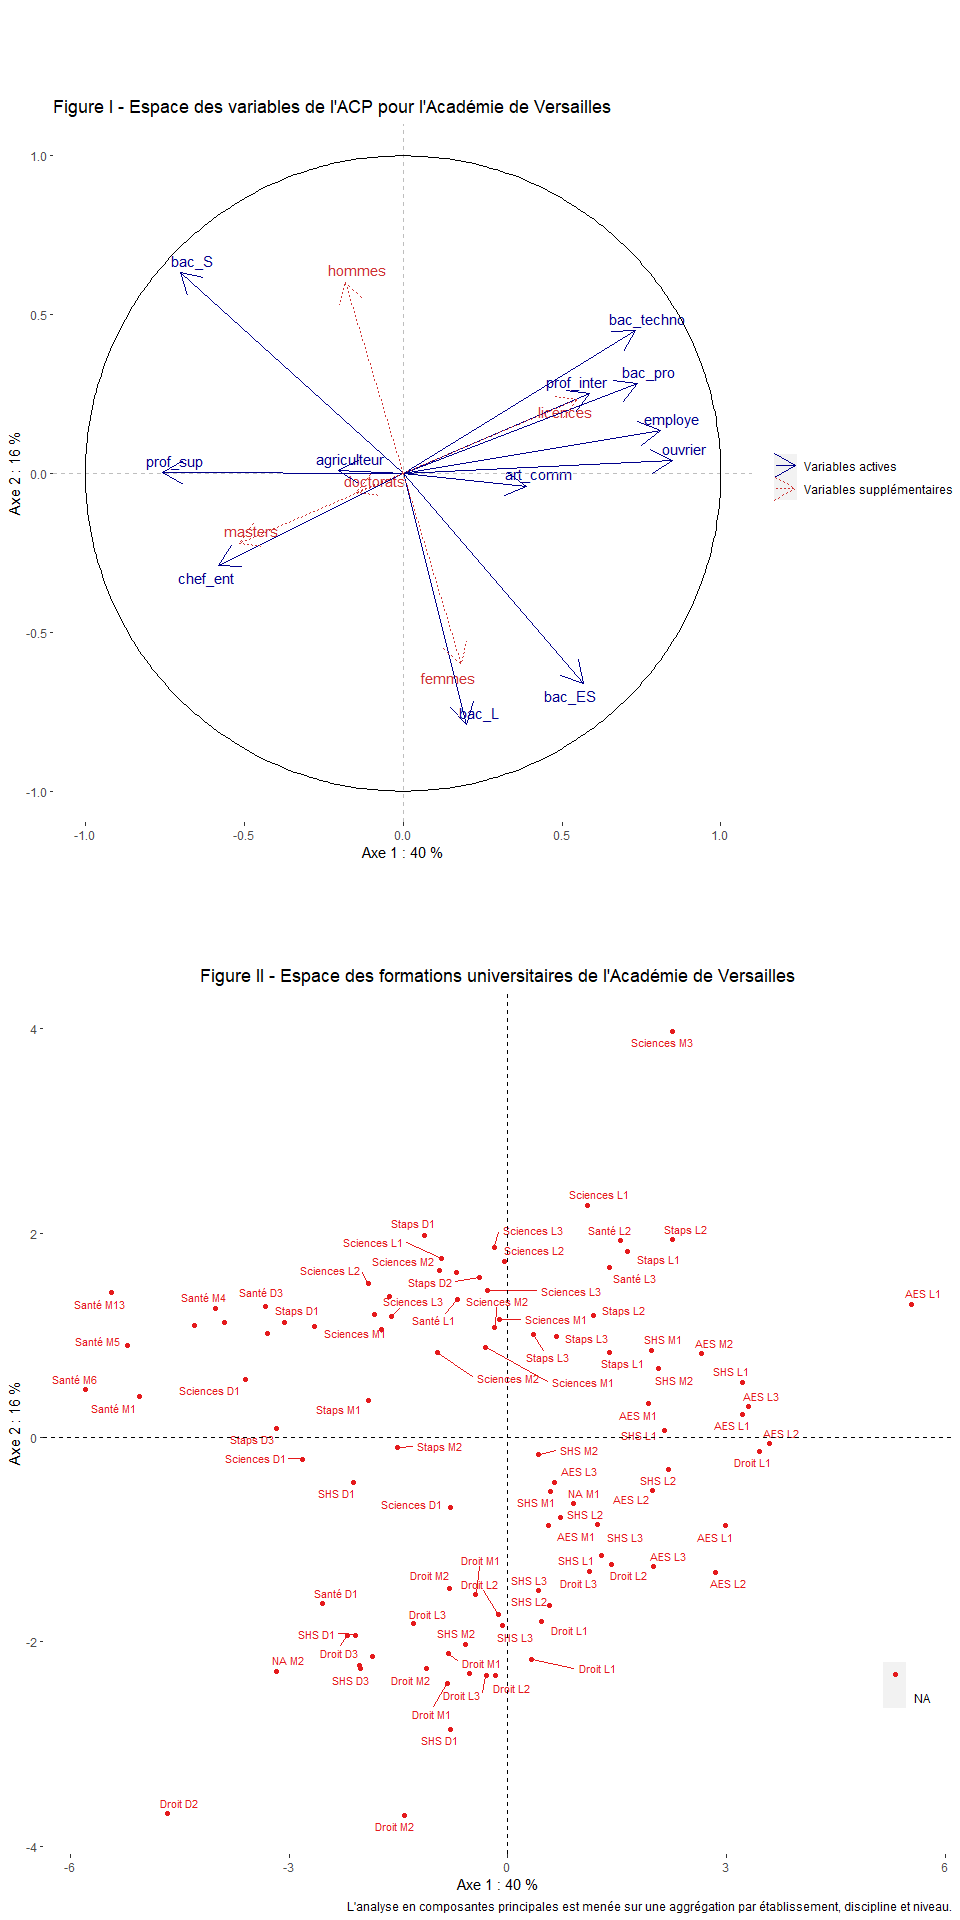 Figure I - Espace des variables de l'ACP pour l'Académie de Versailles
1.0
bac_S
hommes
0.5
bac_techno
bac_pro
prof_inter
licences
employe
ouvrier
prof_sup
agriculteur
0.0
art_comm
doctorats
Variables actives
Variables supplémentaires
masters
chef_ent
-0.5
femmes
bac_ES
bac_L
-1.0
-1.0 -0.5 0.0 0.5 1.0
Axe 1 : 40 %
Axe 2 : 16 %
Figure II - Espace des formations universitaires de l'Académie de Versailles
4
Sciences M3
Sciences L1
2
Staps D1
Sciences L3
Santé L2
Staps L2
Sciences L1
Sciences L2
Sciences M2
Staps L1
Sciences L2
Staps D2
Santé L3
Santé M13
Santé M4
Santé D3
Sciences L3
AES L1
Sciences L3
Sciences M2
Staps D1
Staps L2
Santé L1
Sciences M1
Sciences M1
Santé M5
Staps L3
SHS M1
AES M2
Staps L3
Staps L1
SHS L1
Santé M6
Sciences D1
Sciences M2
Sciences M1
SHS M2
AES L3
Santé M1
Staps M1
AES M1
AES L1
SHS L1
AES L2
0
Staps D3
Staps M2
SHS M2
Sciences D1
Droit L1
AES L3
SHS L2
SHS D1
NA M1
AES L2
Sciences D1
SHS M1
SHS L2
AES M1
SHS L3
AES L1
Droit M1
SHS L1
AES L3
Droit M2
Droit L2
SHS L3
Droit L3
Droit L2
AES L2
Santé D1
SHS L2
Droit L3
SHS D1
SHS M2
SHS L3
Droit L1
-2
Droit D3
NA M2
Droit M1
Droit L1
SHS D3
Droit M2
Droit L2
Droit L3
Droit M1
NA
SHS D1
Droit D2
Droit M2
-4
-6 -3 0 3 6
Axe 1 : 40 %
Axe 2 : 16 %
L'analyse en composantes principales est menée sur une aggrégation par établissement, discipline et niveau.